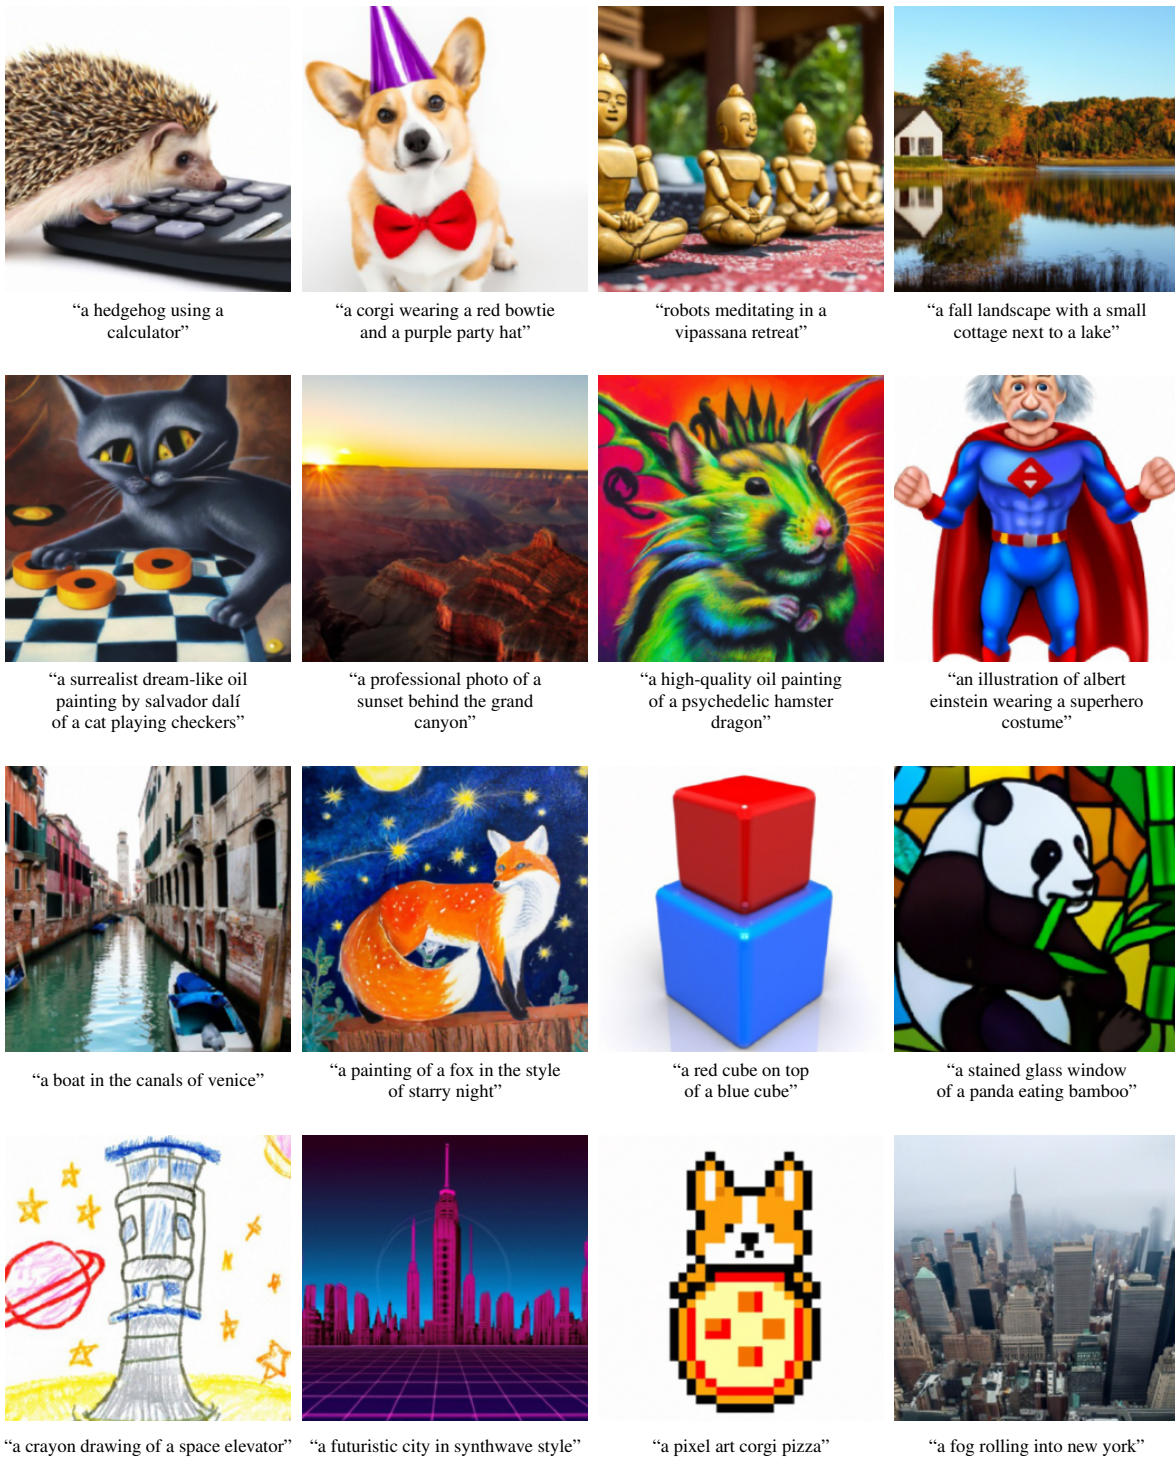 “a hedgehog using a
calculator”
“a corgi wearing a red bowtie
and a purple party hat”
“robots meditating in a
vipassana retreat”
“a fall landscape with a small
cottage next to a lake”
“a surrealist dream-like oil
painting by salvador dalí
of a cat playing checkers”
“a professional photo of a
sunset behind the grand
canyon”
“a high-quality oil painting
of a psychedelic hamster
dragon”
“an illustration of albert
einstein wearing a superhero
costume”
“a boat in the canals of venice”
“a painting of a fox in the style
of starry night”
“a red cube on top
of a blue cube”
“a stained glass window
of a panda eating bamboo”
“a crayon drawing of a space elevator”
“a futuristic city in synthwave style”
“a pixel art corgi pizza”
“a fog rolling into new york”